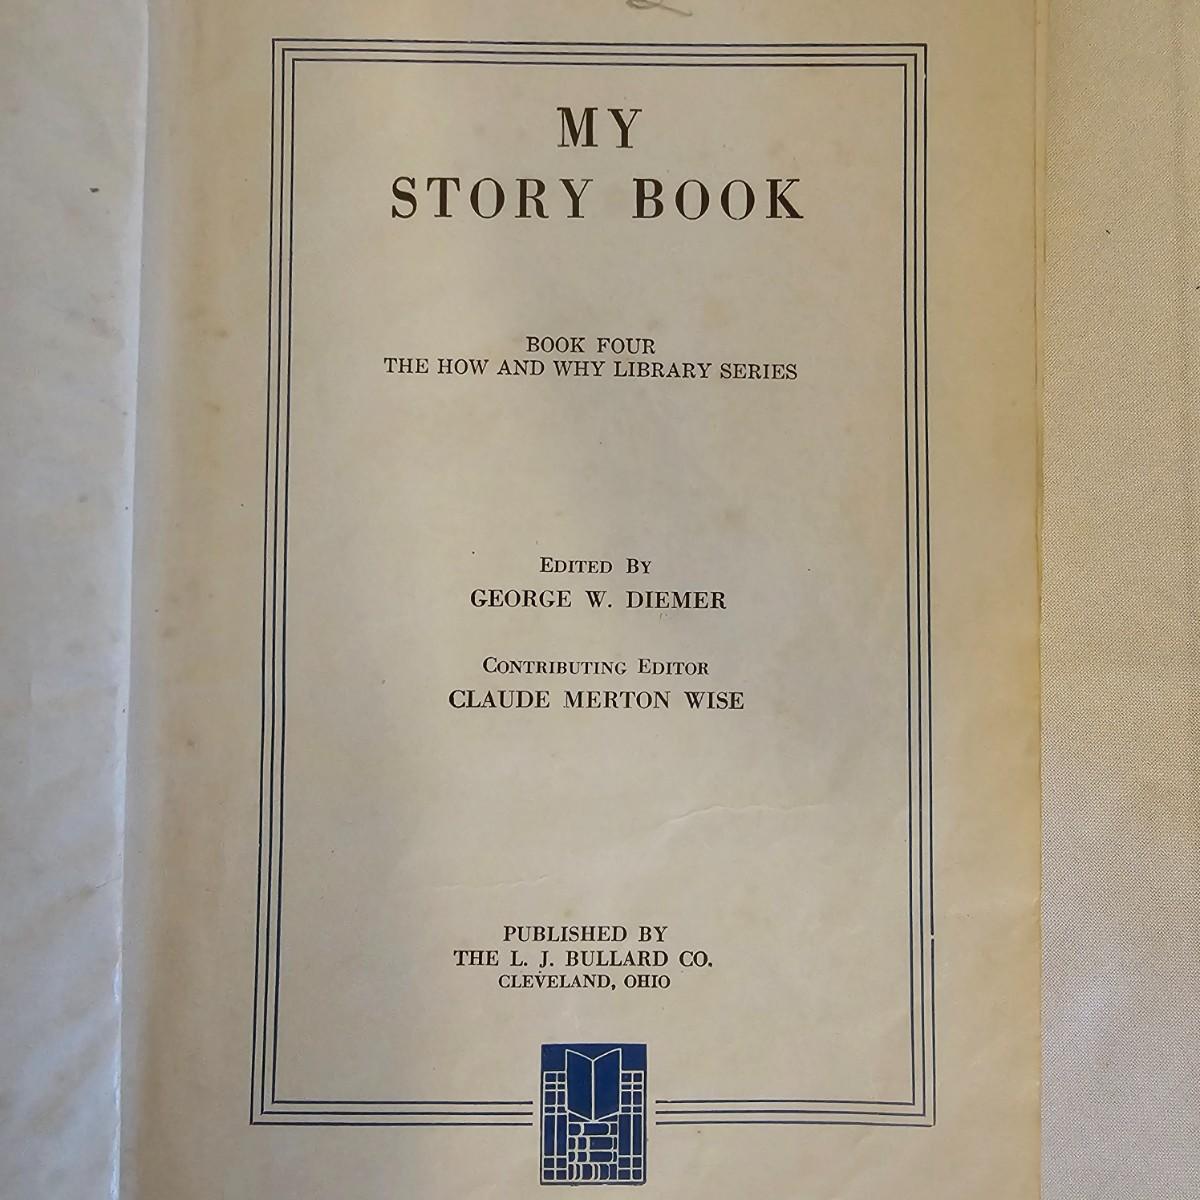 MY
STORY BOOK
BOOK FOUR
THE HOW AND WHY LIBRARY SERIES
EDITED BY
GEORGE W. DIEMER
CONTRIBUTING EDITOR
CLAUDE MERTON WISE
PUBLISHED BY
THE L. J. BULLARD CO.
CLEVELAND, OHIO